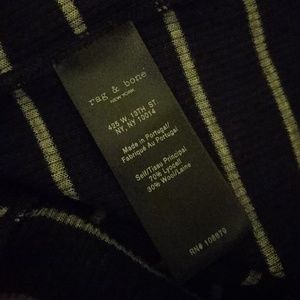 rag & bone
NEW YORK
425 W. 13TH ST.
NY, NY 10014
Made in Portugal/
Fabriqué Au Portugal
Self/Tissu Principal
70% Lyocell
30% Wool/Laine
RN# 108879